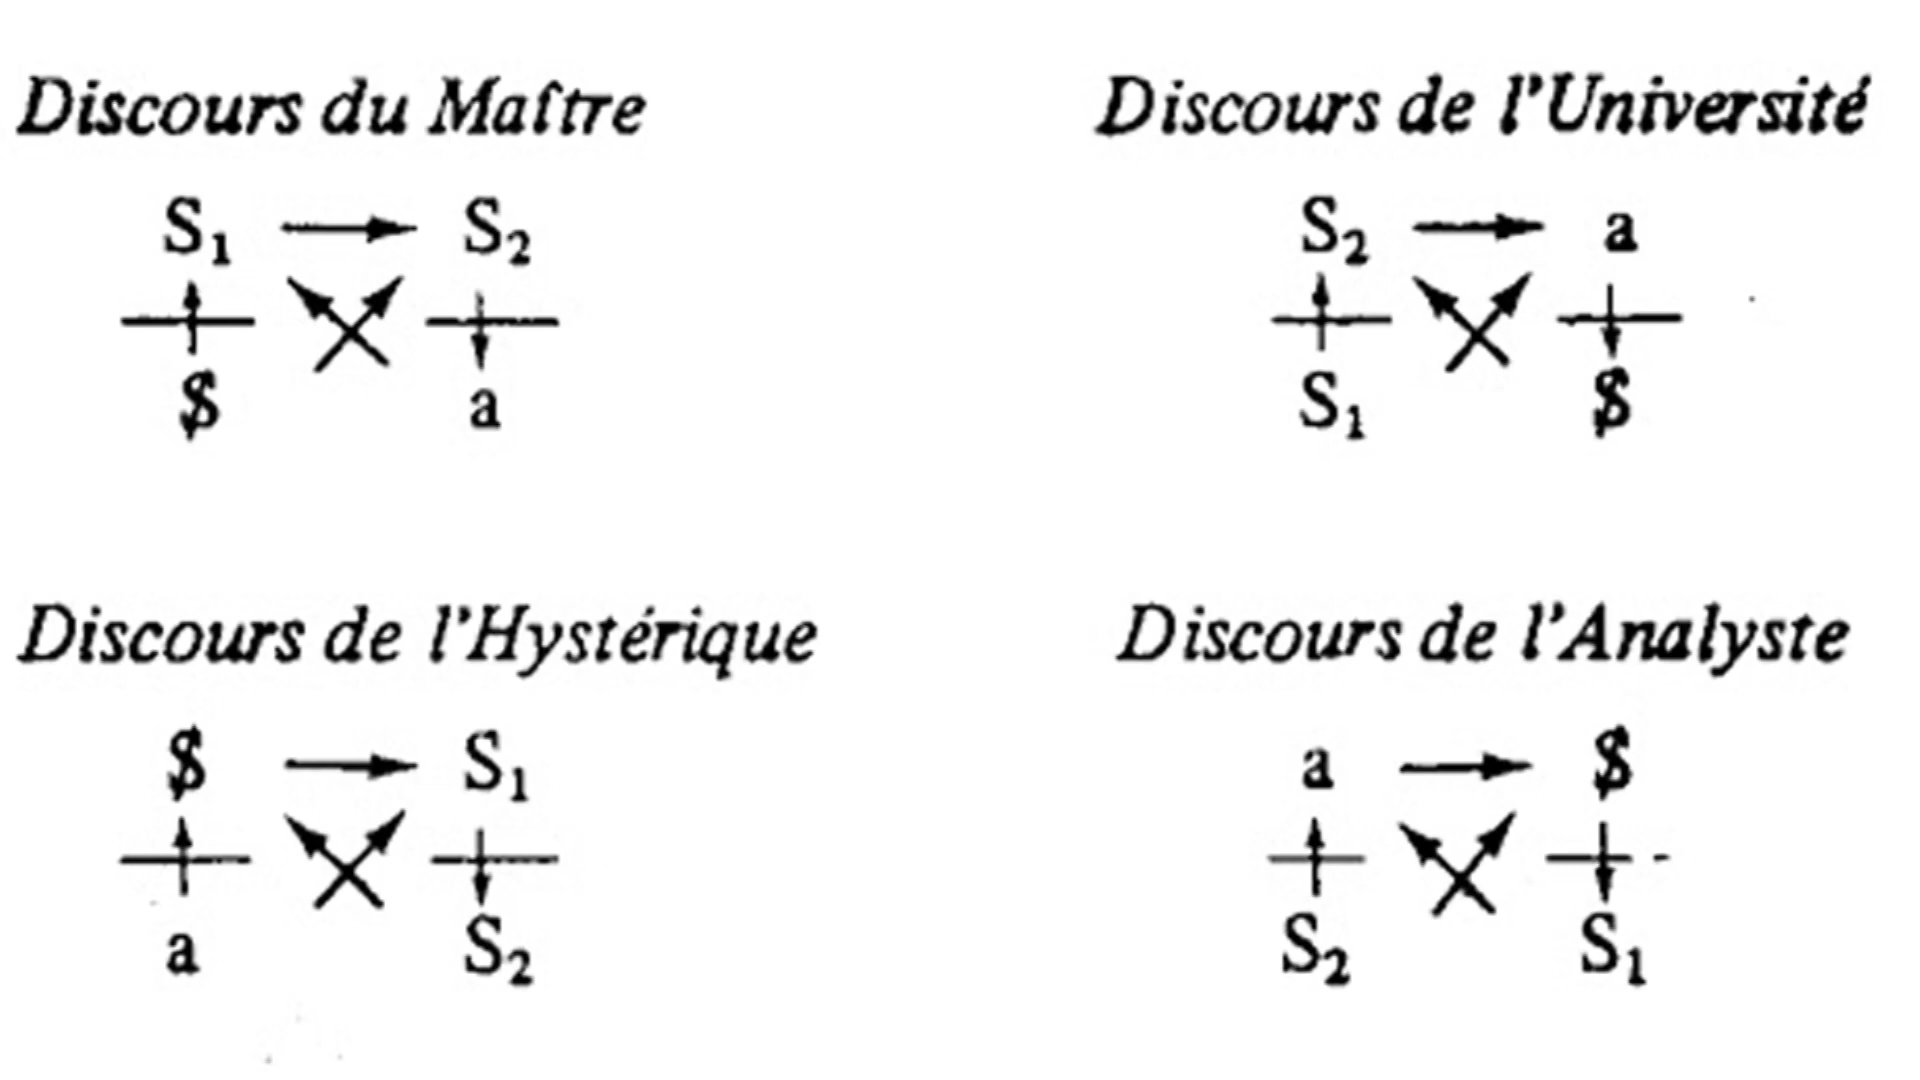 Discours du Maître
S₁ → S₂
$ a
Discours de l'Université
S₂ → a
S₁ $
Discours de l'Hystérique
$ → S₁
a S₂
Discours de l'Analyste
a → $
S₂ S₁